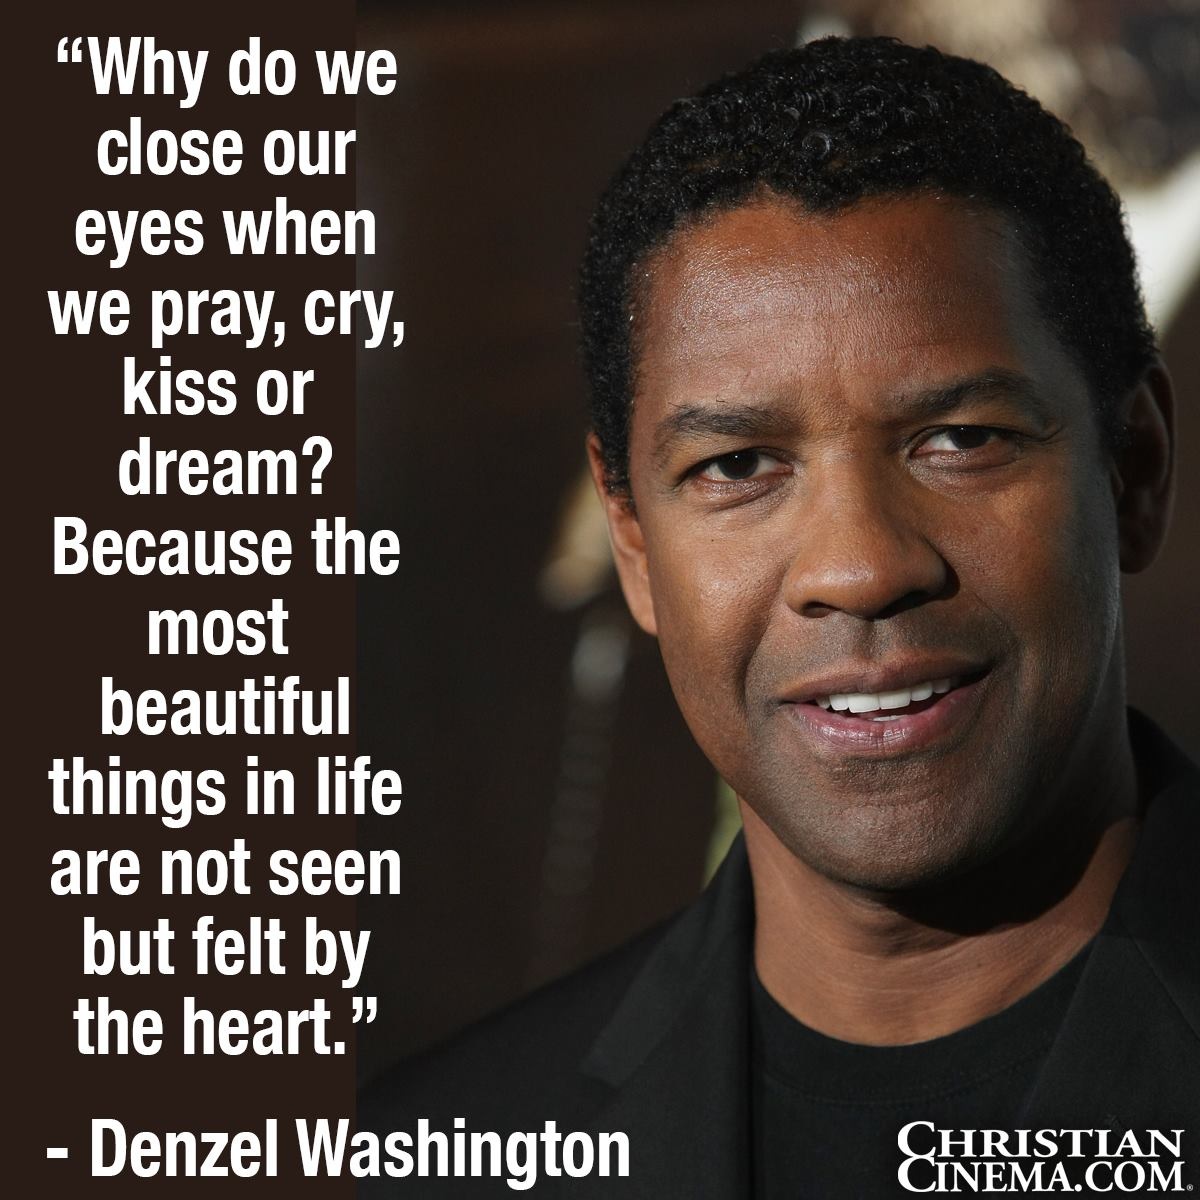 “Why do we
close our
eyes when
we pray, cry,
kiss or
dream?
Because the
most
beautiful
things in life
are not seen
but felt by
the heart.”
- Denzel Washington
CHRISTIAN
CINEMA.COM®